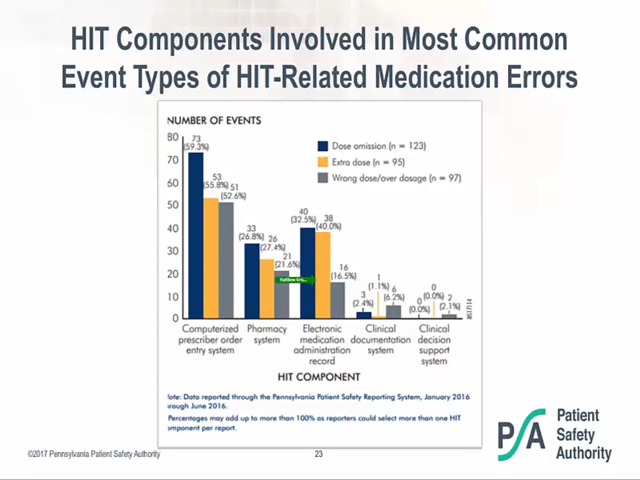 HIT Components Involved in Most Common
Event Types of HIT-Related Medication Errors
NUMBER OF EVENTS
80
70
60
50
40
30
20
10
0
Dose omission (n = 123)
Extra dose (n = 95)
Wrong dose/over dosage (n = 97)
73
(59.3%)
53
(55.8%)
51
(52.6%)
33
(26.8%)
26
(27.4%)
21
(21.6%)
40
(32.5%)
38
(40.0%)
16
(16.5%)
3
(2.4%)
1
(1.1%)
6
(6.2%)
0
(0.0%)
0
(0.0%)
2
(2.1%)
Computerized
prescriber order
entry system
Pharmacy
system
Electronic
medication
administration
record
Clinical
documentation
system
Clinical
decision
support
system
HIT COMPONENT
ote: Data reported through the Pennsylvania Patient Safety Reporting System, January 2016
rough June 2016.
Percentages may add up to more than 100% as reporters could select more than one HIT
omponent per report.
©2017 Pennsylvania Patient Safety Authority
23
PSA
Patient
Safety
Authority